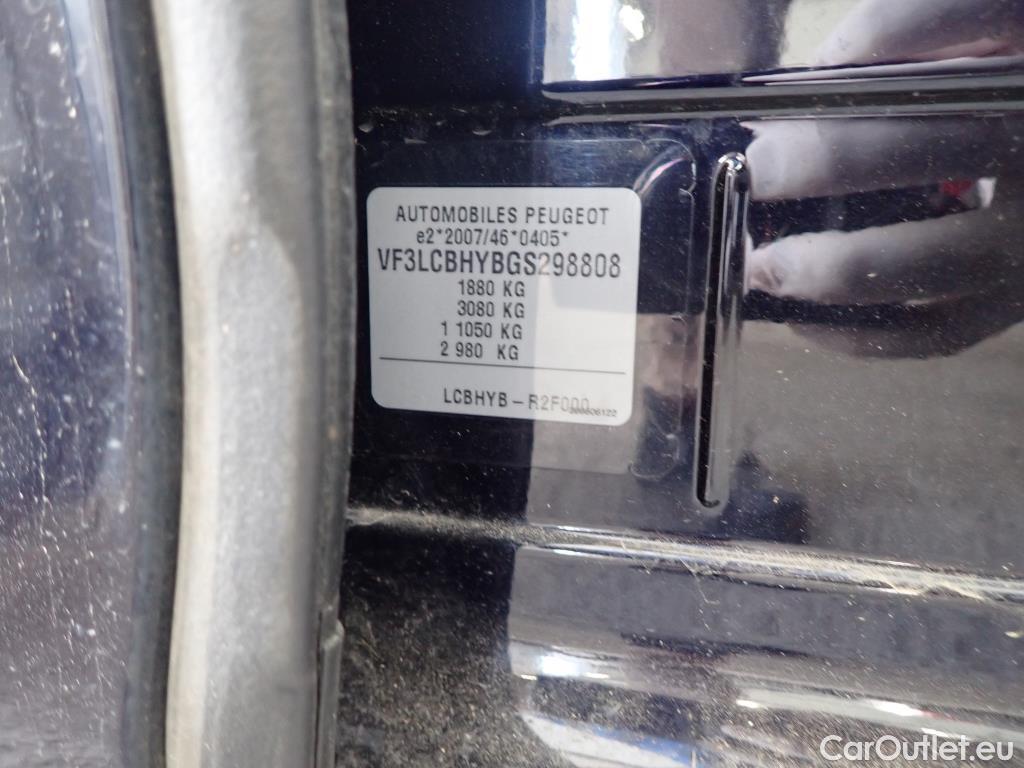 AUTOMOBILES PEUGEOT
e2*2007/46*0405*
VF3LCBHYBGS298808
1880 KG
3080 KG
1 1050 KG
2 980 KG
LCBHYB – R2F000
CarOutlet.eu